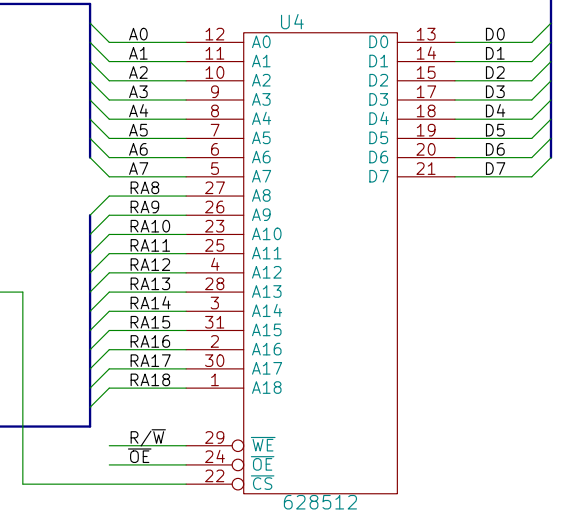 U4
A0 12 A0 D0 13 D0
A1 11 A1 D1 14 D1
A2 10 A2 D2 15 D2
A3 9 A3 D3 17 D3
A4 8 A4 D4 18 D4
A5 7 A5 D5 19 D5
A6 6 A6 D6 20 D6
A7 5 A7 D7 21 D7
RA8 27 A8
RA9 26 A9
RA10 23 A10
RA11 25 A11
RA12 4 A12
RA13 28 A13
RA14 3 A14
RA15 31 A15
RA16 2 A16
RA17 30 A17
RA18 1 A18
R/W̅ 29 W̅E̅
O̅E̅ 24 O̅E̅
22 C̅S̅
628512